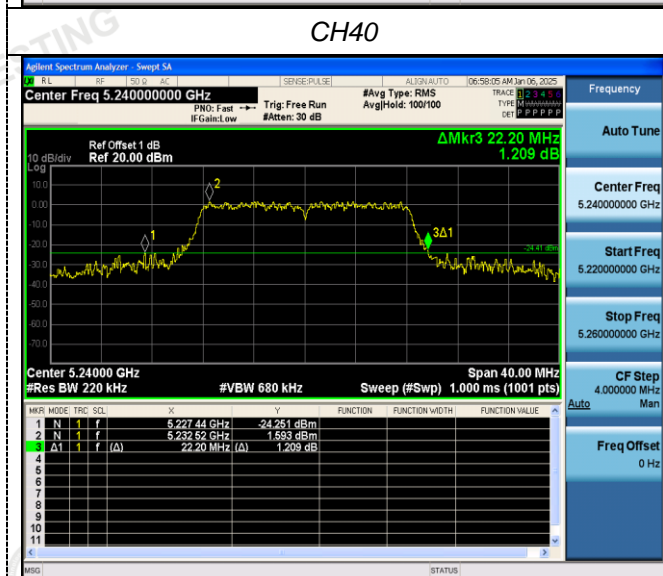 ESTING
CH40
Agilent Spectrum Analyzer - Swept SA
LXI RL RF 50 Ω AC SENSE:PULSE ALIGN AUTO 06:58:05 AM Jan 06, 2025
Center Freq 5.240000000 GHz #Avg Type: RMS TRACE 1 2 3 4 5 6
PNO: Fast Trig: Free Run Avg|Hold: 100/100 TYPE M
IFGain:Low #Atten: 30 dB DET P P P P P P
ΔMkr3 22.20 MHz
1.209 dB
Ref Offset 1 dB
10 dB/div Ref 20.00 dBm
Log
10.0
0.00
-10.0
-20.0
-30.0
-40.0
-50.0
-60.0
-70.0
1
2
3Δ1
-24.41 dBm
Center 5.24000 GHz Span 40.00 MHz
#Res BW 220 kHz #VBW 680 kHz Sweep (#Swp) 1.000 ms (1001 pts)
MKR MODE TRC SCL X Y FUNCTION FUNCTION WIDTH FUNCTION VALUE
1 N 1 f 5.227 44 GHz -24.251 dBm
2 N 1 f 5.232 52 GHz 1.593 dBm
3 Δ1 1 f (Δ) 22.20 MHz (Δ) 1.209 dB
4
5
6
7
8
9
10
11
MSG STATUS
Frequency
Auto Tune
Center Freq
5.240000000 GHz
Start Freq
5.220000000 GHz
Stop Freq
5.260000000 GHz
CF Step
4.000000 MHz
Auto Man
Freq Offset
0 Hz